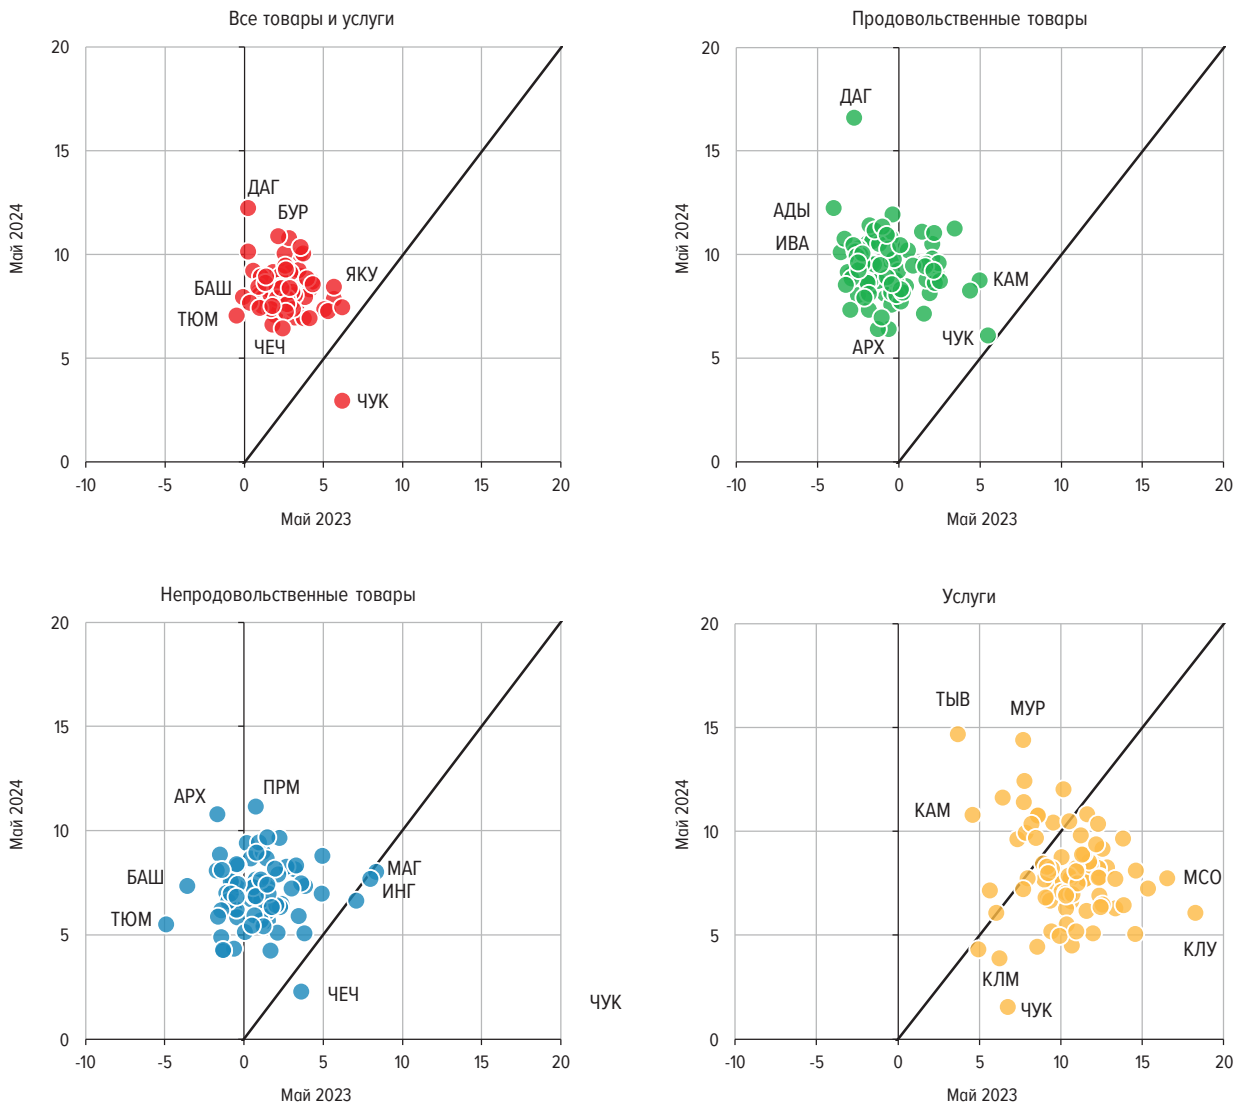 Все товары и услуги
20
15
10
5
0
-10
-5
0
5
10
15
20
Май 2024
Май 2023
ДАГ
БУР
ЯКУ
БАШ
ТЮМ
ЧЕЧ
ЧУК
Продовольственные товары
20
15
10
5
0
-10
-5
0
5
10
15
20
Май 2024
Май 2023
ДАГ
АДЫ
ИВА
КАМ
ЧУК
АРХ
Непродовольственные товары
20
15
10
5
0
-10
-5
0
5
10
15
20
Май 2024
Май 2023
АРХ
ПРМ
БАШ
МАГ
ИНГ
ТЮМ
ЧЕЧ
ЧУК
Услуги
20
15
10
5
0
-10
-5
0
5
10
15
20
Май 2024
Май 2023
ТЫВ
МУР
КАМ
МСО
КЛУ
КЛМ
ЧУК